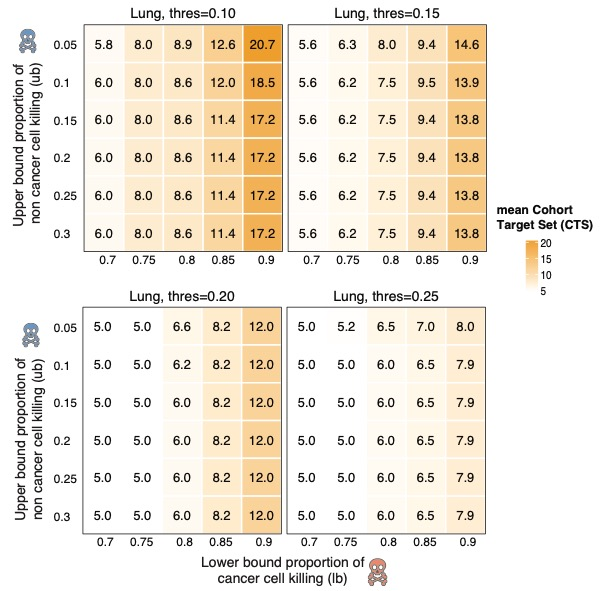 Lung, thres=0.10
Lung, thres=0.15
Upper bound proportion of
non cancer cell killing (ub)
0.05 5.8 8.0 8.9 12.6 20.7 5.6 6.3 8.0 9.4 14.6
0.1 6.0 8.0 8.6 12.0 18.5 5.6 6.2 7.5 9.5 13.9
0.15 6.0 8.0 8.6 11.4 17.2 5.6 6.2 7.5 9.4 13.8
0.2 6.0 8.0 8.6 11.4 17.2 5.6 6.2 7.5 9.4 13.8
0.25 6.0 8.0 8.6 11.4 17.2 5.6 6.2 7.5 9.4 13.8
0.3 6.0 8.0 8.6 11.4 17.2 5.6 6.2 7.5 9.4 13.8
0.7 0.75 0.8 0.85 0.9 0.7 0.75 0.8 0.85 0.9
mean Cohort
Target Set (CTS)
20
15
10
5
Lung, thres=0.20
Lung, thres=0.25
Upper bound proportion of
non cancer cell killing (ub)
0.05 5.0 5.0 6.6 8.2 12.0 5.0 5.2 6.5 7.0 8.0
0.1 5.0 5.0 6.2 8.2 12.0 5.0 5.0 6.0 6.5 7.9
0.15 5.0 5.0 6.0 8.2 12.0 5.0 5.0 6.0 6.5 7.9
0.2 5.0 5.0 6.0 8.2 12.0 5.0 5.0 6.0 6.5 7.9
0.25 5.0 5.0 6.0 8.2 12.0 5.0 5.0 6.0 6.5 7.9
0.3 5.0 5.0 6.0 8.2 12.0 5.0 5.0 6.0 6.5 7.9
0.7 0.75 0.8 0.85 0.9 0.7 0.75 0.8 0.85 0.9
Lower bound proportion of
cancer cell killing (lb)